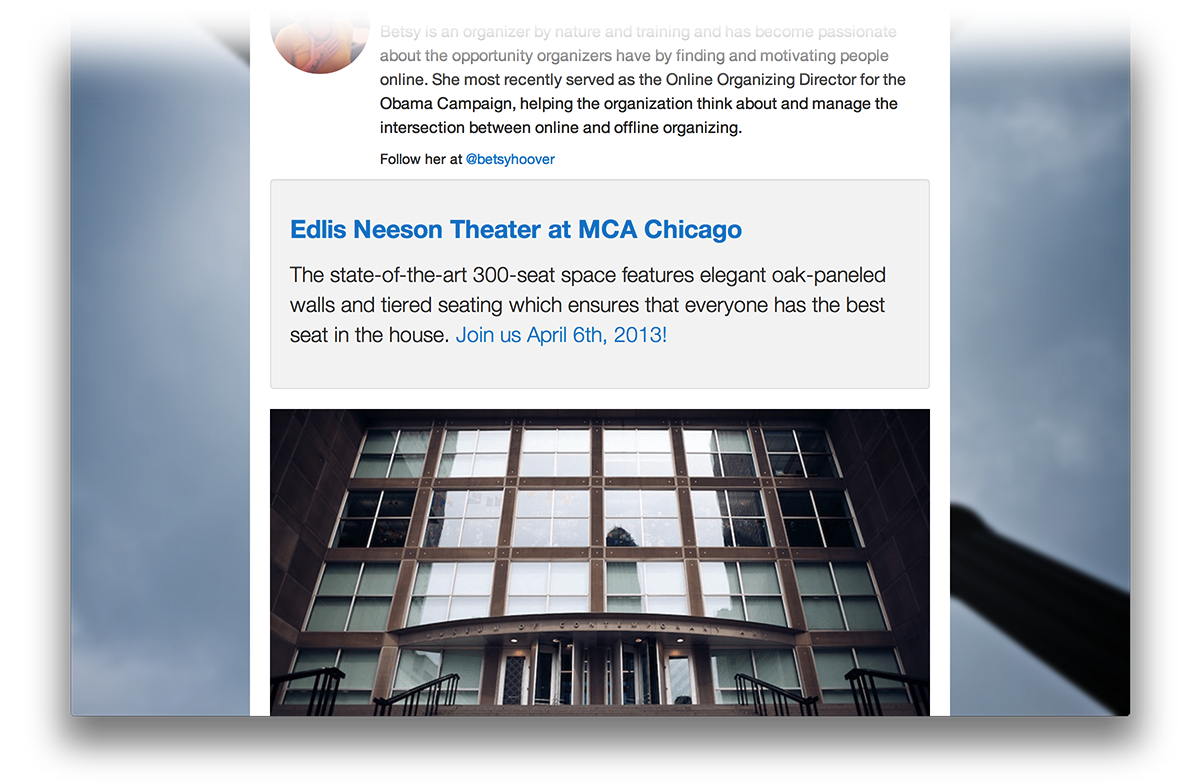 Betsy is an organizer by nature and training and has become passionate
about the opportunity organizers have by finding and motivating people
online. She most recently served as the Online Organizing Director for the
Obama Campaign, helping the organization think about and manage the
intersection between online and offline organizing.
Follow her at @betsyhoover
Edlis Neeson Theater at MCA Chicago
The state-of-the-art 300-seat space features elegant oak-paneled
walls and tiered seating which ensures that everyone has the best
seat in the house. Join us April 6th, 2013!
OF CONTEMPORARY